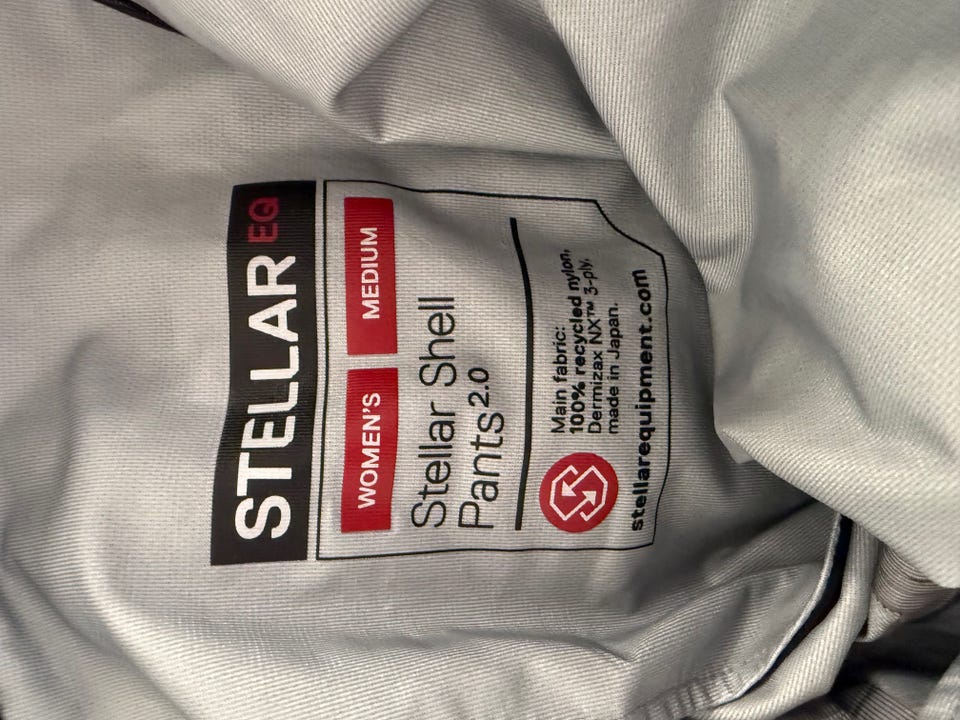 STELLAR EQ
WOMEN'S MEDIUM
Stellar Shell
Pants 2.0
Main fabric:
100% recycled nylon,
Dermizax NX™ 3-ply,
made in Japan.
stellarequipment.com